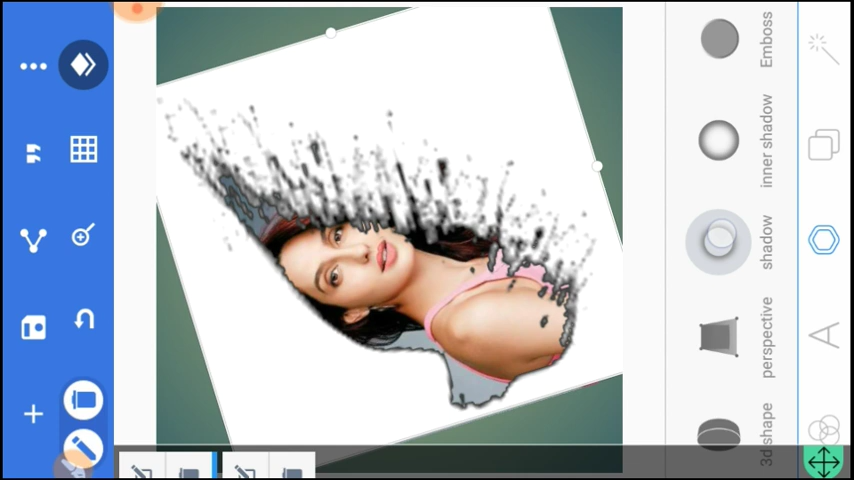 Emboss
inner shadow
shadow
perspective
3d shape